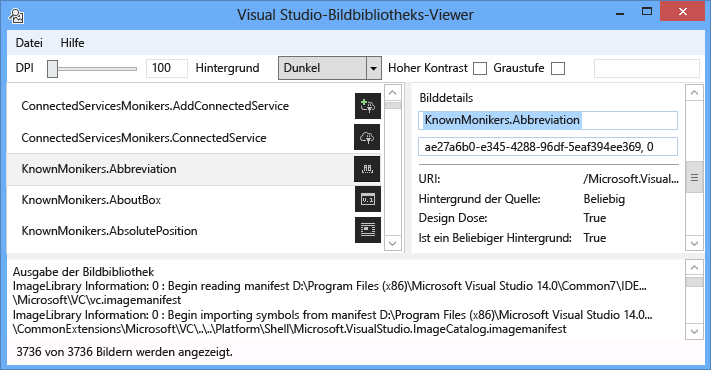 Visual Studio-Bildbibliotheks-Viewer
Datei Hilfe
DPI 100 Hintergrund Dunkel Hoher Kontrast Graustufe
ConnectedServicesMonikers.AddConnectedService
ConnectedServicesMonikers.ConnectedService
KnownMonikers.Abbreviation
KnownMonikers.AboutBox
KnownMonikers.AbsolutePosition
Bilddetails
KnownMonikers.Abbreviation
ae27a6b0-e345-4288-96df-5eaf394ee369, 0
URI: /Microsoft.Visual...
Hintergrund der Quelle: Beliebig
Design Dose: True
Ist ein Beliebiger Hintergrund: True
Ausgabe der Bildbibliothek
ImageLibrary Information: 0 : Begin reading manifest D:\Program Files (x86)\Microsoft Visual Studio 14.0\Common7\IDE...
\Microsoft\VC\vc.imagemanifest
ImageLibrary Information: 0 : Begin importing symbols from manifest D:\Program Files (x86)\Microsoft Visual Studio 14.0...
\CommonExtensions\Microsoft\VC\..\..\Platform\Shell\Microsoft.VisualStudio.ImageCatalog.imagemanifest
3736 von 3736 Bildern werden angezeigt.